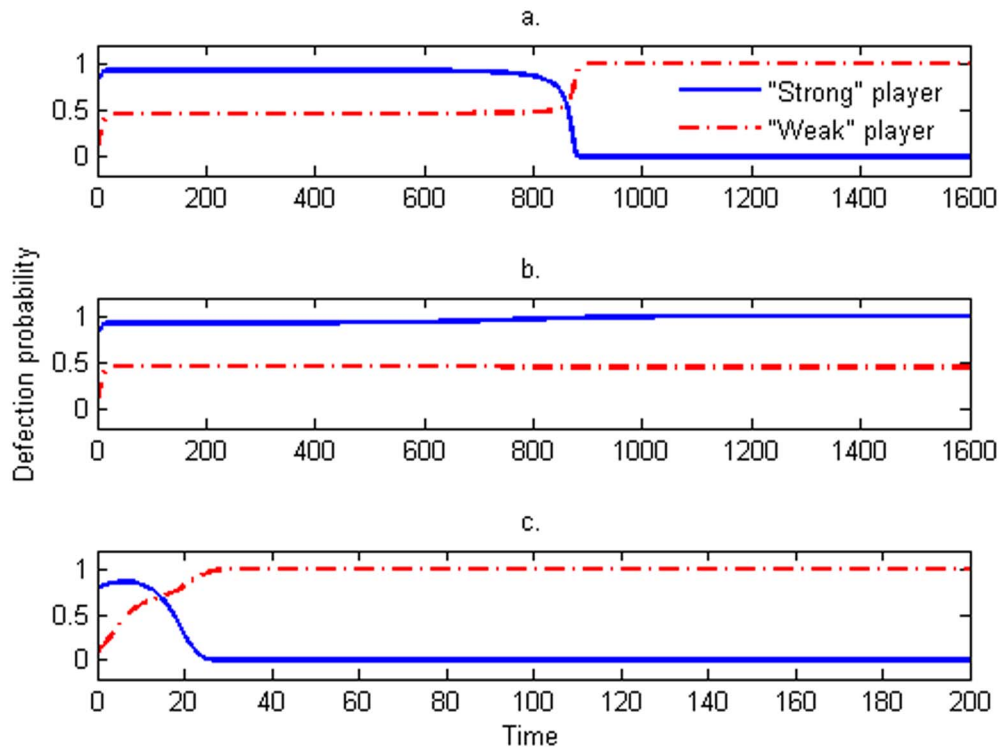 a.
1
0.5
0
"Strong" player
"Weak" player
0 200 400 600 800 1000 1200 1400 1600
Defection probability
b.
1
0.5
0
0 200 400 600 800 1000 1200 1400 1600
c.
1
0.5
0
0 20 40 60 80 100 120 140 160 180 200
Time